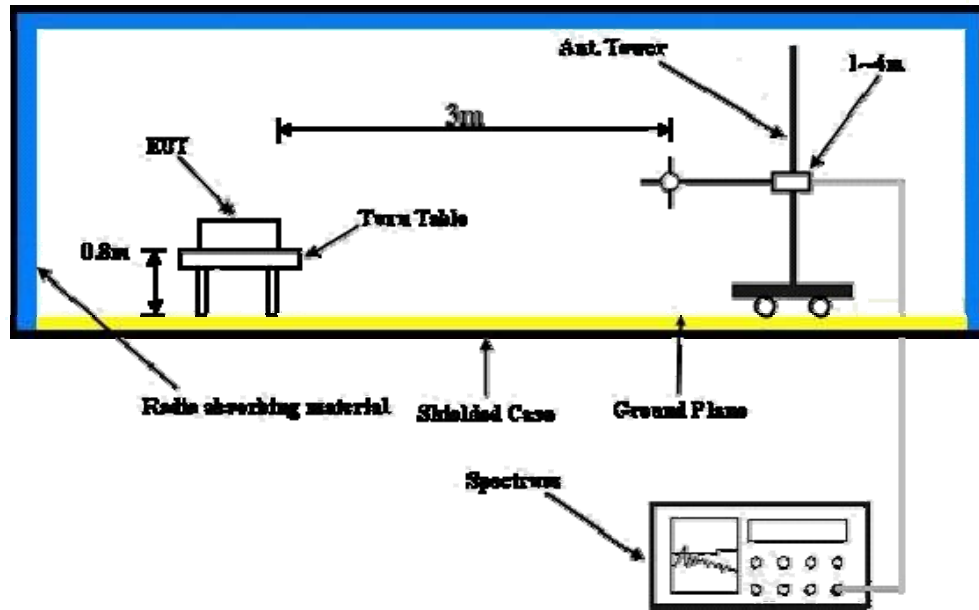 Ant. Tower
1~4m
3m
EUT
Turn Table
0.8m
Radio absorbing material
Shielded Case
Ground Plane
Spectrum